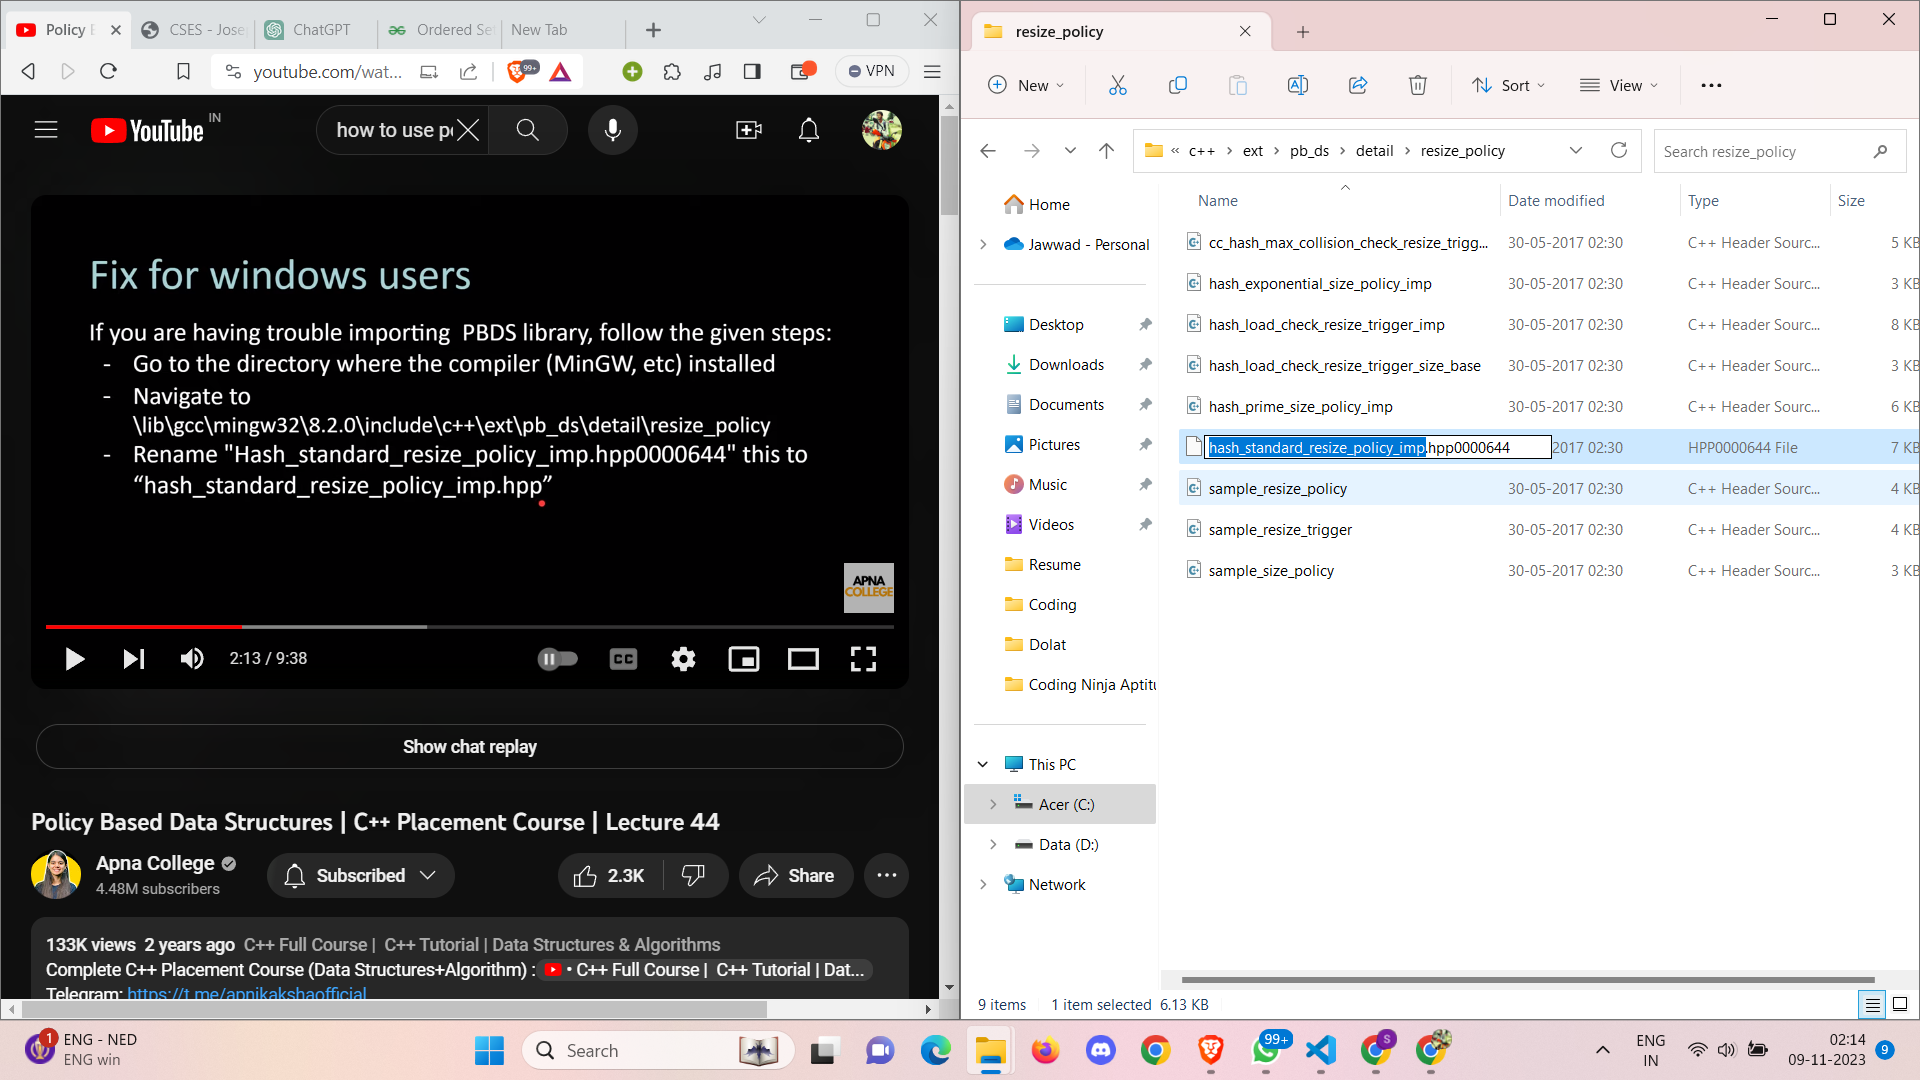 Policy B
CSES - Jose
ChatGPT
Ordered Se
New Tab
youtube.com/wat...
99+
VPN
YouTube IN
how to use p
Fix for windows users
If you are having trouble importing PBDS library, follow the given steps:
- Go to the directory where the compiler (MinGW, etc) installed
- Navigate to
\lib\gcc\mingw32\8.2.0\include\c++\ext\pb_ds\detail\resize_policy
- Rename "Hash_standard_resize_policy_imp.hpp0000644" this to
“hash_standard_resize_policy_imp.hpp”
APNA
COLLEGE
2:13 / 9:38
CC
Show chat replay
Policy Based Data Structures | C++ Placement Course | Lecture 44
Apna College
4.48M subscribers
Subscribed
2.3K
Share
133K views 2 years ago C++ Full Course | C++ Tutorial | Data Structures & Algorithms
Complete C++ Placement Course (Data Structures+Algorithm) : • C++ Full Course | C++ Tutorial | Dat...
Telegram: https://t.me/apnikakshaofficial
resize_policy
New
Sort
View
« c++ › ext › pb_ds › detail › resize_policy
Search resize_policy
Home
Jawwad - Personal
Desktop
Downloads
Documents
Pictures
Music
Videos
Resume
Coding
Dolat
Coding Ninja Aptitu
This PC
Acer (C:)
Data (D:)
Network
Name Date modified Type Size
cc_hash_max_collision_check_resize_trigg... 30-05-2017 02:30 C++ Header Sourc... 5 KB
hash_exponential_size_policy_imp 30-05-2017 02:30 C++ Header Sourc... 3 KB
hash_load_check_resize_trigger_imp 30-05-2017 02:30 C++ Header Sourc... 8 KB
hash_load_check_resize_trigger_size_base 30-05-2017 02:30 C++ Header Sourc... 3 KB
hash_prime_size_policy_imp 30-05-2017 02:30 C++ Header Sourc... 6 KB
hash_standard_resize_policy_imp.hpp0000644 2017 02:30 HPP0000644 File 7 KB
sample_resize_policy 30-05-2017 02:30 C++ Header Sourc... 4 KB
sample_resize_trigger 30-05-2017 02:30 C++ Header Sourc... 4 KB
sample_size_policy 30-05-2017 02:30 C++ Header Sourc... 3 KB
9 items 1 item selected 6.13 KB
1
ENG - NED
ENG win
Search
99+
S
ENG
IN
02:14
09-11-2023
9